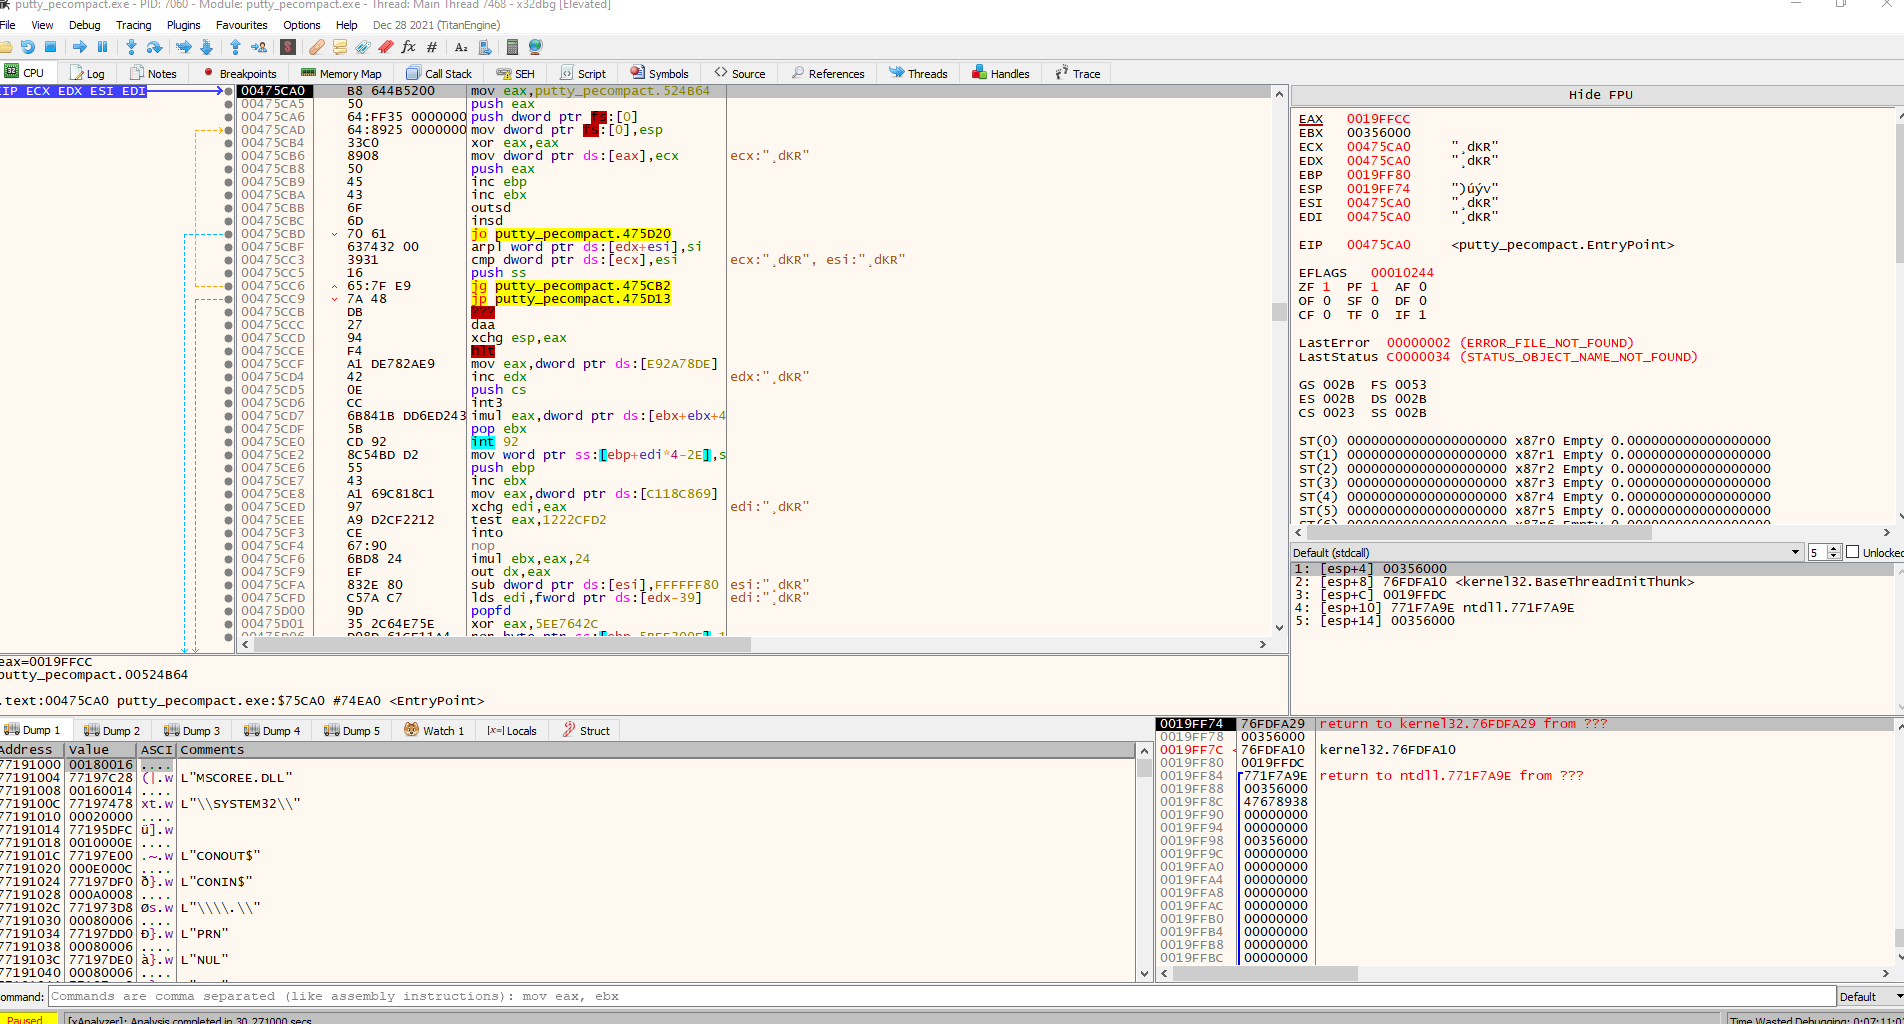 putty_pecompact.exe - PID: 7060 - Module: putty_pecompact.exe - Thread: Main Thread 7468 - x32dbg [Elevated]
File View Debug Tracing Plugins Favourites Options Help Dec 28 2021 (TitanEngine)
CPU Log Notes Breakpoints Memory Map Call Stack SEH Script Symbols Source References Threads Handles Trace
EIP ECX EDX ESI EDI
00475CA0 B8 644B5200 mov eax,putty_pecompact.524B64
00475CA5 50 push eax
00475CA6 64:FF35 0000000 push dword ptr fs:[0]
00475CAD 64:8925 0000000 mov dword ptr fs:[0],esp
00475CB4 33C0 xor eax,eax
00475CB6 8908 mov dword ptr ds:[eax],ecx ecx:"¸dKR"
00475CB8 50 push eax
00475CB9 45 inc ebp
00475CBA 43 inc ebx
00475CBB 6F outsd
00475CBC 6D insd
00475CBD 70 61 jo putty_pecompact.475D20
00475CBF 637432 00 arpl word ptr ds:[edx+esi],si
00475CC3 3931 cmp dword ptr ds:[ecx],esi ecx:"¸dKR", esi:"¸dKR"
00475CC5 16 push ss
00475CC6 65:7F E9 jg putty_pecompact.475CB2
00475CC9 7A 48 jp putty_pecompact.475D13
00475CCB DB ???
00475CCC 27 daa
00475CCD 94 xchg esp,eax
00475CCE F4 hlt
00475CCF A1 DE782AE9 mov eax,dword ptr ds:[E92A78DE]
00475CD4 42 inc edx edx:"¸dKR"
00475CD5 0E push cs
00475CD6 CC int3
00475CD7 6B841B DD6ED243 imul eax,dword ptr ds:[ebx+ebx+4
00475CDF 5B pop ebx
00475CE0 CD 92 int 92
00475CE2 8C54BD D2 mov word ptr ss:[ebp+edi*4-2E],s
00475CE6 55 push ebp
00475CE7 43 inc ebx
00475CE8 A1 69C818C1 mov eax,dword ptr ds:[C118C869]
00475CED 97 xchg edi,eax edi:"¸dKR"
00475CEE A9 D2CF2212 test eax,1222CFD2
00475CF3 CE into
00475CF4 67:90 nop
00475CF6 6BD8 24 imul ebx,eax,24
00475CF9 EF out dx,eax
00475CFA 832E 80 sub dword ptr ds:[esi],FFFFFF80 esi:"¸dKR"
00475CFD C57A C7 lds edi,fword ptr ds:[edx-39] edi:"¸dKR"
00475D00 9D popfd
00475D01 35 2C64E75E xor eax,5EE7642C
Hide FPU
EAX 0019FFCC
EBX 00356000
ECX 00475CA0 "¸dKR"
EDX 00475CA0 "¸dKR"
EBP 0019FF80
ESP 0019FF74 ")úýv"
ESI 00475CA0 "¸dKR"
EDI 00475CA0 "¸dKR"
EIP 00475CA0 <putty_pecompact.EntryPoint>
EFLAGS 00010244
ZF 1 PF 1 AF 0
OF 0 SF 0 DF 0
CF 0 TF 0 IF 1
LastError 00000002 (ERROR_FILE_NOT_FOUND)
LastStatus C0000034 (STATUS_OBJECT_NAME_NOT_FOUND)
GS 002B FS 0053
ES 002B DS 002B
CS 0023 SS 002B
ST(0) 00000000000000000000 x87r0 Empty 0.000000000000000000
ST(1) 00000000000000000000 x87r1 Empty 0.000000000000000000
ST(2) 00000000000000000000 x87r2 Empty 0.000000000000000000
ST(3) 00000000000000000000 x87r3 Empty 0.000000000000000000
ST(4) 00000000000000000000 x87r4 Empty 0.000000000000000000
ST(5) 00000000000000000000 x87r5 Empty 0.000000000000000000
ST(6) 00000000000000000000 x87r6 Empty 0.000000000000000000
Default (stdcall) 5 Unlocked
1: [esp+4] 00356000
2: [esp+8] 76FDFA10 <kernel32.BaseThreadInitThunk>
3: [esp+C] 0019FFDC
4: [esp+10] 771F7A9E ntdll.771F7A9E
5: [esp+14] 00356000
eax=0019FFCC
putty_pecompact.00524B64
.text:00475CA0 putty_pecompact.exe:$75CA0 #74EA0 <EntryPoint>
Dump 1 Dump 2 Dump 3 Dump 4 Dump 5 Watch 1 [x=] Locals Struct
Address Value ASCI Comments
77191000 00180016 ....
77191004 77197C28 (|.w L"MSCOREE.DLL"
77191008 00160014 ....
7719100C 77197478 xt.w L"\\SYSTEM32\\"
77191010 00020000 ....
77191014 77195DFC ü].w
77191018 0010000E ....
7719101C 77197E00 .~.w L"CONOUT$"
77191020 000E000C ....
77191024 77197DF0 ð}.w L"CONIN$"
77191028 000A0008 ....
7719102C 771973D8 Øs.w L"\\\\.\\"
77191030 00080006 ....
77191034 77197DD0 Ð}.w L"PRN"
77191038 00080006 ....
7719103C 77197DE0 à}.w L"NUL"
77191040 00080006 ....
0019FF74 76FDFA29 return to kernel32.76FDFA29 from ???
0019FF78 00356000
0019FF7C 76FDFA10 kernel32.76FDFA10
0019FF80 0019FFDC
0019FF84 771F7A9E return to ntdll.771F7A9E from ???
0019FF88 00356000
0019FF8C 47678938
0019FF90 00000000
0019FF94 00000000
0019FF98 00356000
0019FF9C 00000000
0019FFA0 00000000
0019FFA4 00000000
0019FFA8 00000000
0019FFAC 00000000
0019FFB0 00000000
0019FFB4 00000000
0019FFB8 00000000
0019FFBC 00000000
ommand: Commands are comma separated (like assembly instructions): mov eax, ebx Default
Paused [xAnalyzer]: Analysis completed in 30.271000 secs Time Wasted Debugging: 0:07:11:0